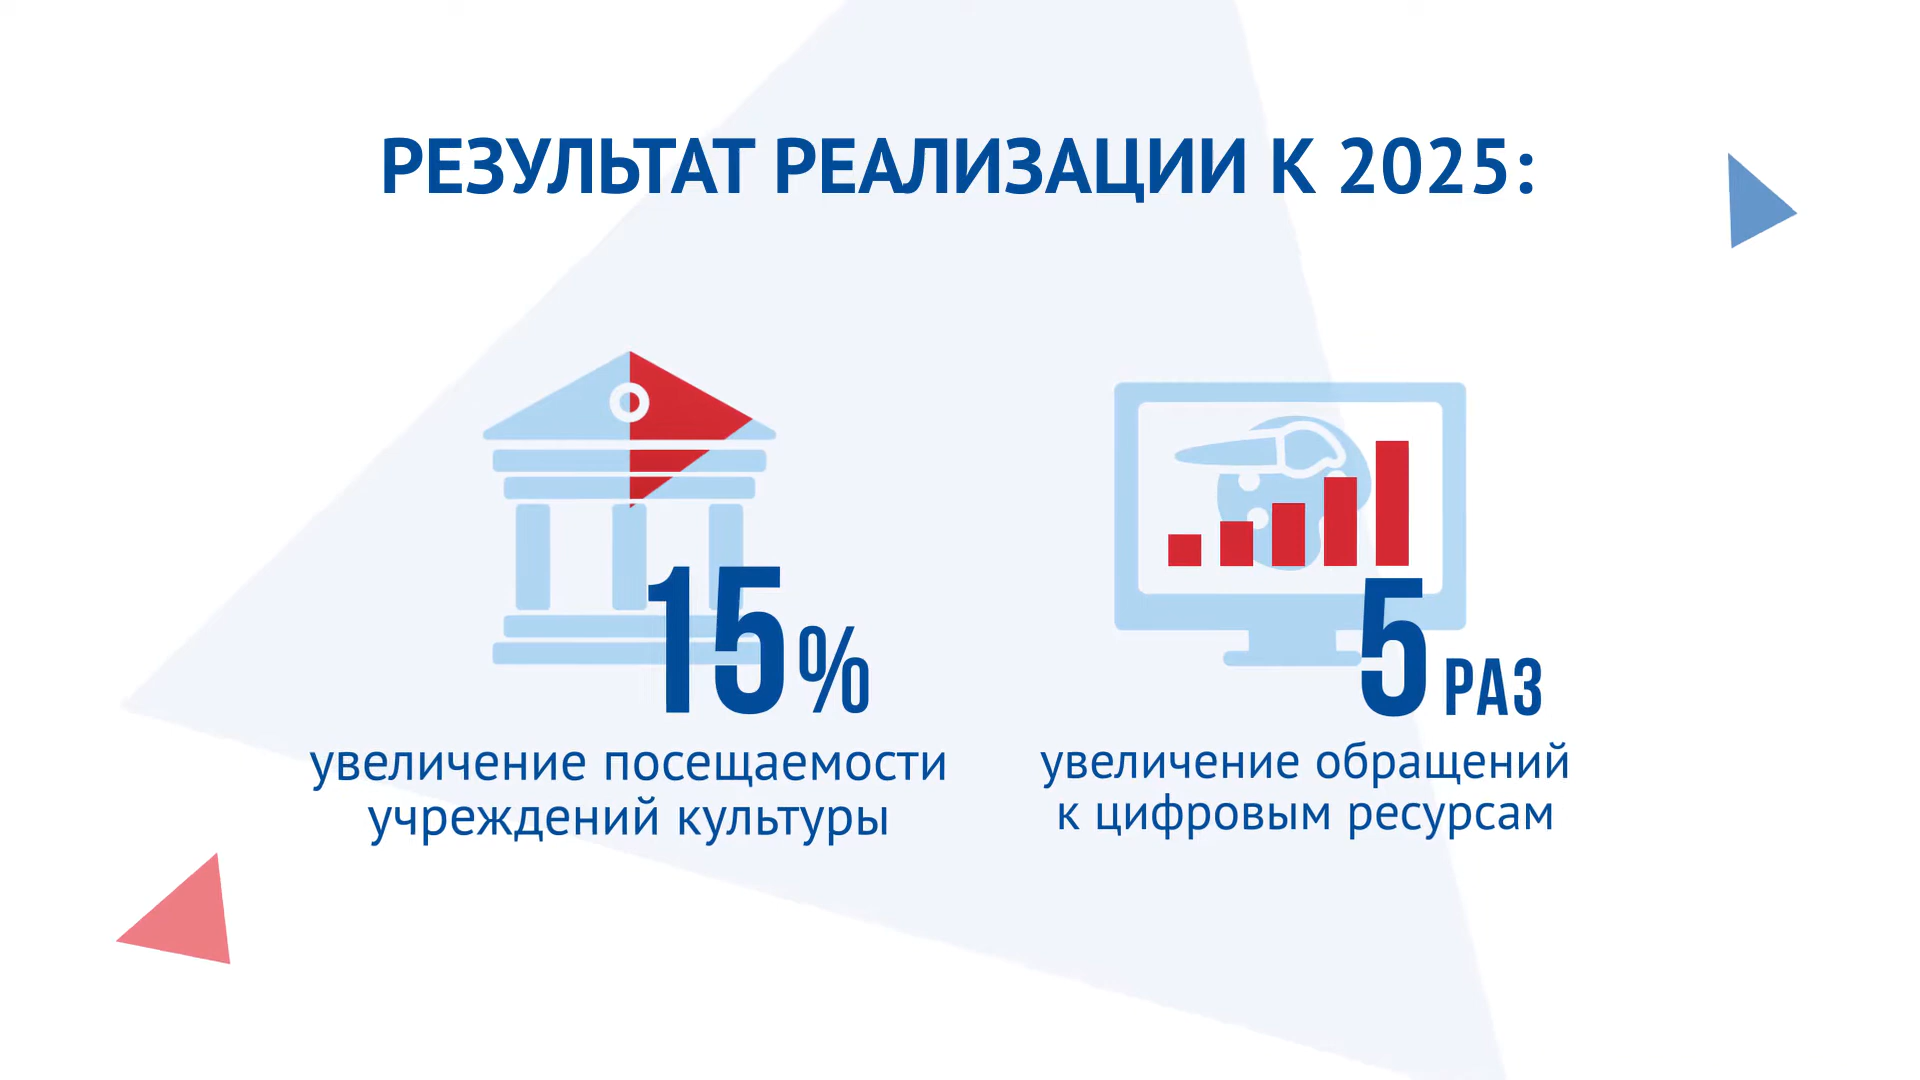 РЕЗУЛЬТАТ РЕАЛИЗАЦИИ К 2025:
15%
увеличение посещаемости
учреждений культуры
5 РАЗ
увеличение обращений
к цифровым ресурсам